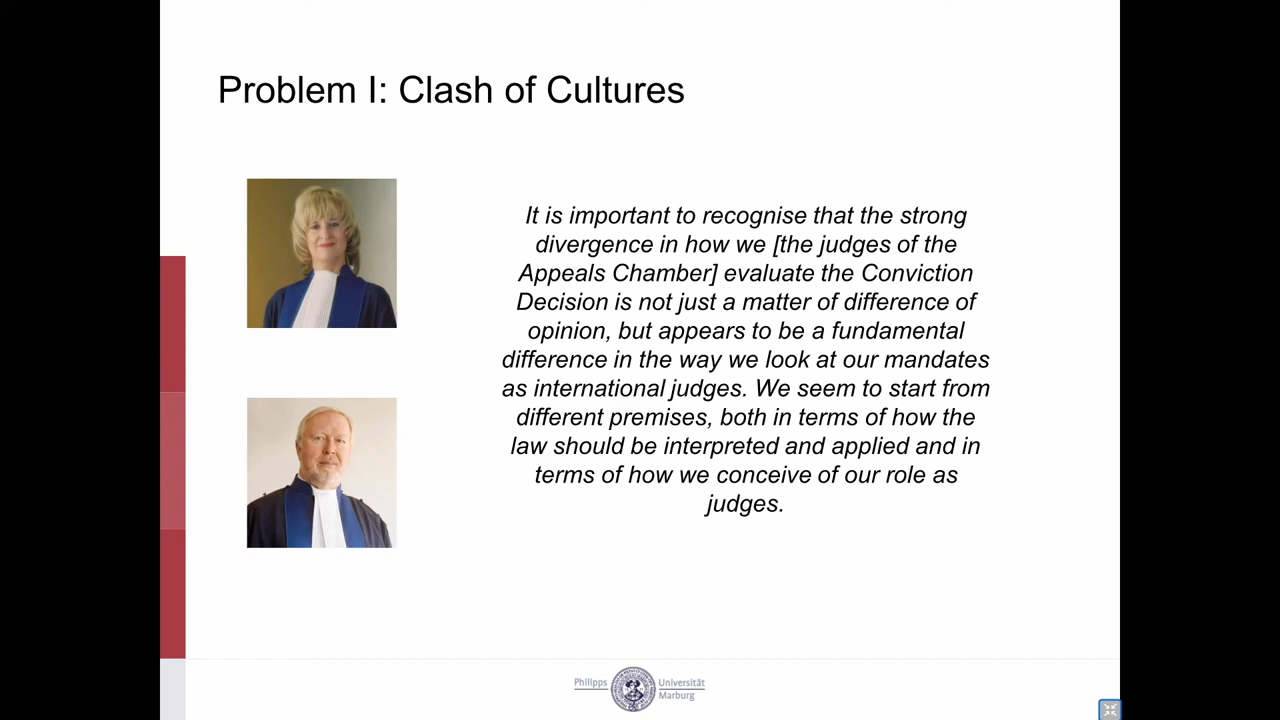 Problem I: Clash of Cultures
It is important to recognise that the strong
divergence in how we [the judges of the
Appeals Chamber] evaluate the Conviction
Decision is not just a matter of difference of
opinion, but appears to be a fundamental
difference in the way we look at our mandates
as international judges. We seem to start from
different premises, both in terms of how the
law should be interpreted and applied and in
terms of how we conceive of our role as
judges.
Philipps
Universität
Marburg